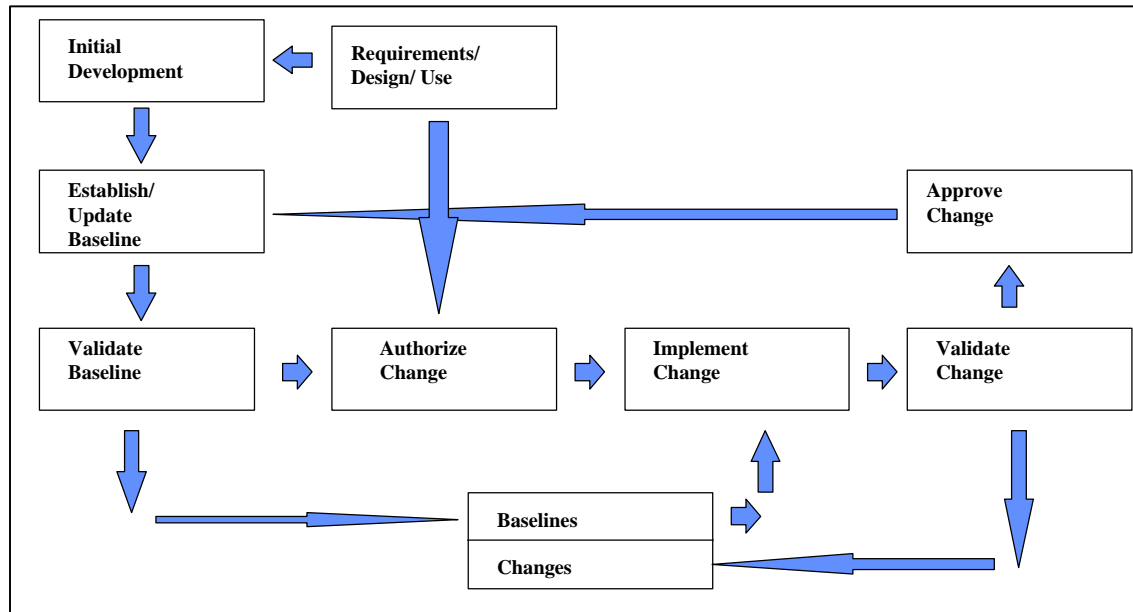 Initial
Development
Requirements/
Design/ Use
Establish/
Update
Baseline
Approve
Change
Validate
Baseline
Authorize
Change
Implement
Change
Validate
Change
Baselines
Changes